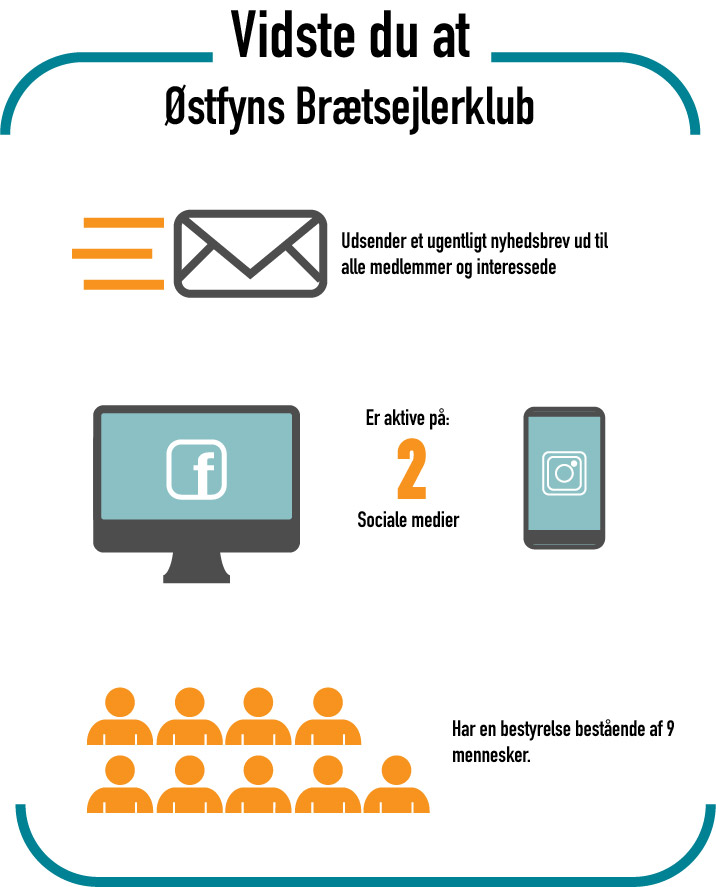 Vidste du at
Østfyns Brætsejlerklub
Udsender et ugentligt nyhedsbrev ud til
alle medlemmer og interessede
Er aktive på:
2
Sociale medier
Har en bestyrelse bestående af 9
mennesker.